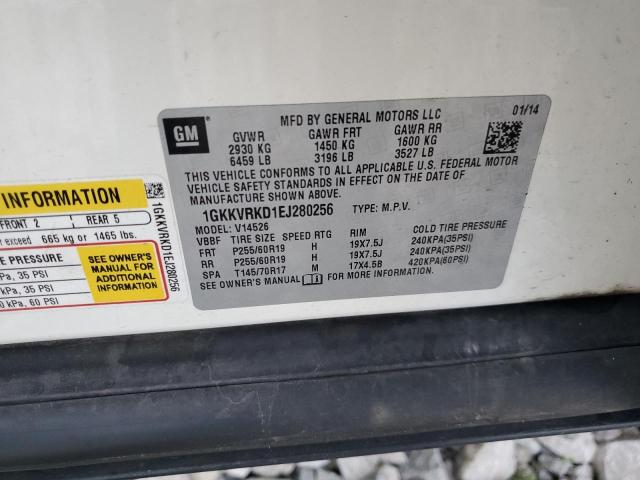 GM
MFD BY GENERAL MOTORS LLC 01/14
GVWR GAWR FRT GAWR RR
2930 KG 1450 KG 1600 KG
6459 LB 3196 LB 3527 LB
THIS VEHICLE CONFORMS TO ALL APPLICABLE U.S. FEDERAL MOTOR
VEHICLE SAFETY STANDARDS IN EFFECT ON THE DATE OF
MANUFACTURE SHOWN ABOVE.
1GKKVRKD1EJ280256 TYPE: M.P.V.
MODEL: V14526
VBBF TIRE SIZE SPEED RTG RIM COLD TIRE PRESSURE
FRT P255/60R19 H 19X7.5J 240KPA(35PSI)
RR P255/60R19 H 19X7.5J 240KPA(35PSI)
SPA T145/70R17 M 17X4.5B 420KPA(60PSI)
SEE OWNER'S MANUAL FOR MORE INFORMATION.
INFORMATION
FRONT 2 REAR 5
exceed 665 kg or 1465 lbs.
PRESSURE
35 PSI
kPa, 35 PSI
kPa, 60 PSI
SEE OWNER'S
MANUAL FOR
ADDITIONAL
INFORMATION
1GKKVRKD1EJ280256